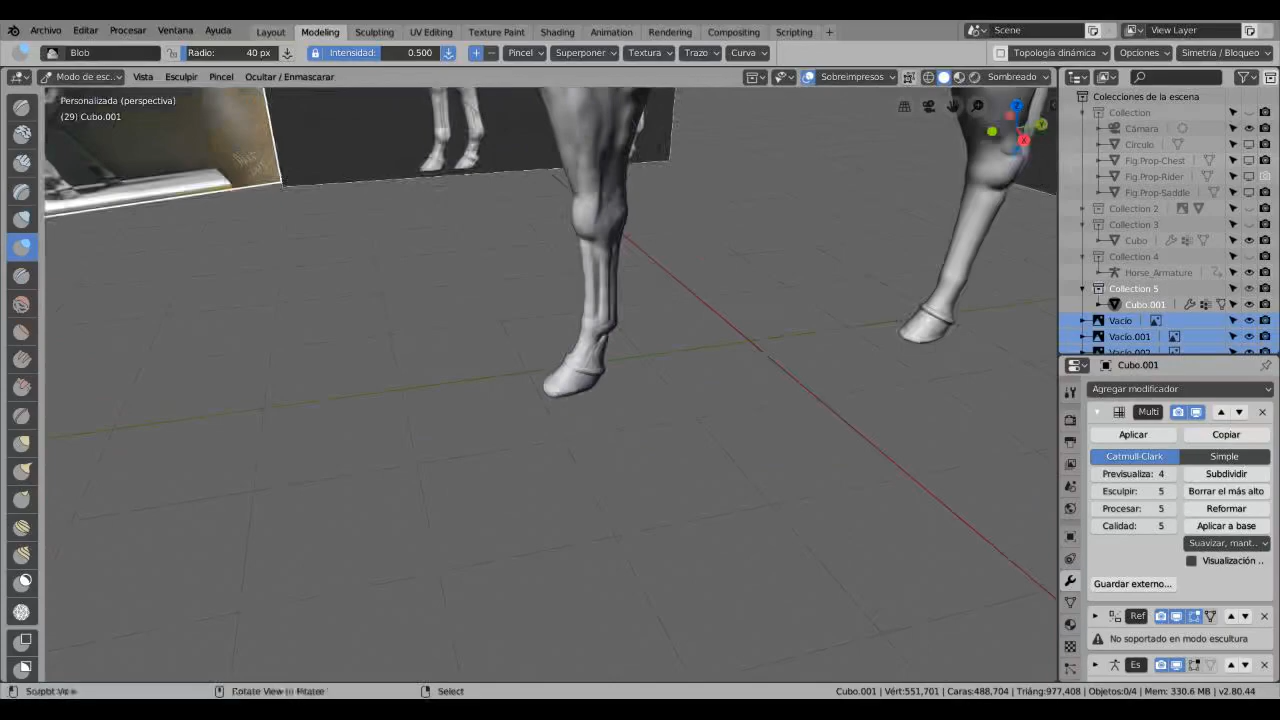 Archivo Editar Procesar Ventana Ayuda Layout Modeling Sculpting UV Editing Texture Paint Shading Animation Rendering Compositing Scripting + Scene View Layer
Blob Radio: 40 px Intensidad: 0.500 Pincel Superponer Textura Trazo Curva Topología dinámica Opciones Simetría / Bloqueo
Modo de esc... Vista Esculpir Pincel Ocultar / Enmascarar Sobreimpresos Sombreado
Personalizada (perspectiva)
(29) Cubo.001
Colecciones de la escena
Collection
Cámara
Círculo
Fig.Prop-Chest
Fig.Prop-Rider
Fig.Prop-Saddle
Collection 2
Collection 3
Cubo
Collection 4
Horse_Armature
Collection 5
Cubo.001
Vacío
Vacío.001
Vacío.002
Cubo.001
Agregar modificador
Multi
Aplicar Copiar
Catmull-Clark Simple
Previsualiza: 4 Subdividir
Esculpir: 5 Borrar el más alto
Procesar: 5 Reformar
Calidad: 5 Aplicar a base
Suavizar, mant..
Visualización ..
Guardar externo...
Ref
No soportado en modo escultura
Es
Select Cubo.001 | Vért:551,701 | Caras:488,704 | Triáng:977,408 | Objetos:0/4 | Mem: 330.6 MB | v2.80.44